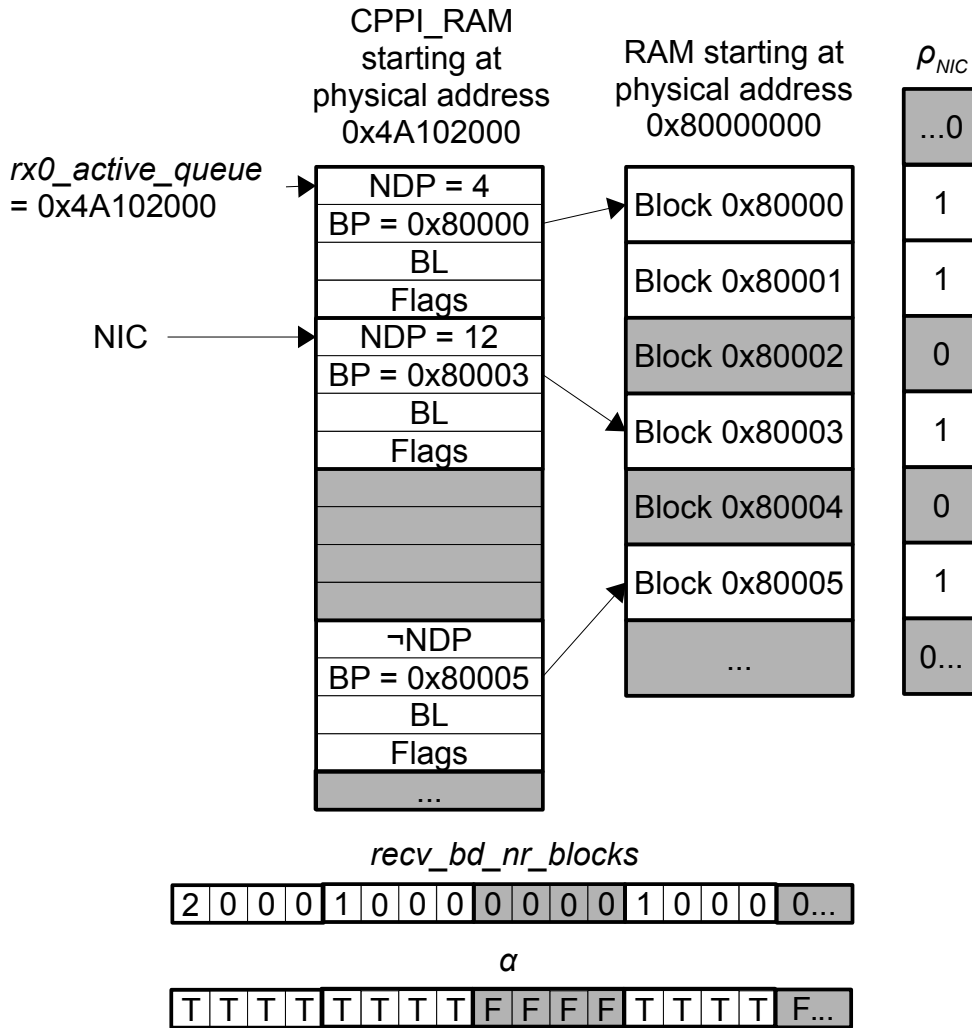 CPPI_RAM
starting at
physical address
0x4A102000
RAM starting at
physical address
0x80000000
ρNIC
rx0_active_queue
= 0x4A102000
NIC
NDP = 4
BP = 0x80000
BL
Flags
NDP = 12
BP = 0x80003
BL
Flags
¬NDP
BP = 0x80005
BL
Flags
...
Block 0x80000
Block 0x80001
Block 0x80002
Block 0x80003
Block 0x80004
Block 0x80005
...
...0
1
1
0
1
0
1
0...
recv_bd_nr_blocks
2 0 0 0 1 0 0 0 0 0 0 0 1 0 0 0 0...
α
T T T T T T T T F F F F T T T T F...